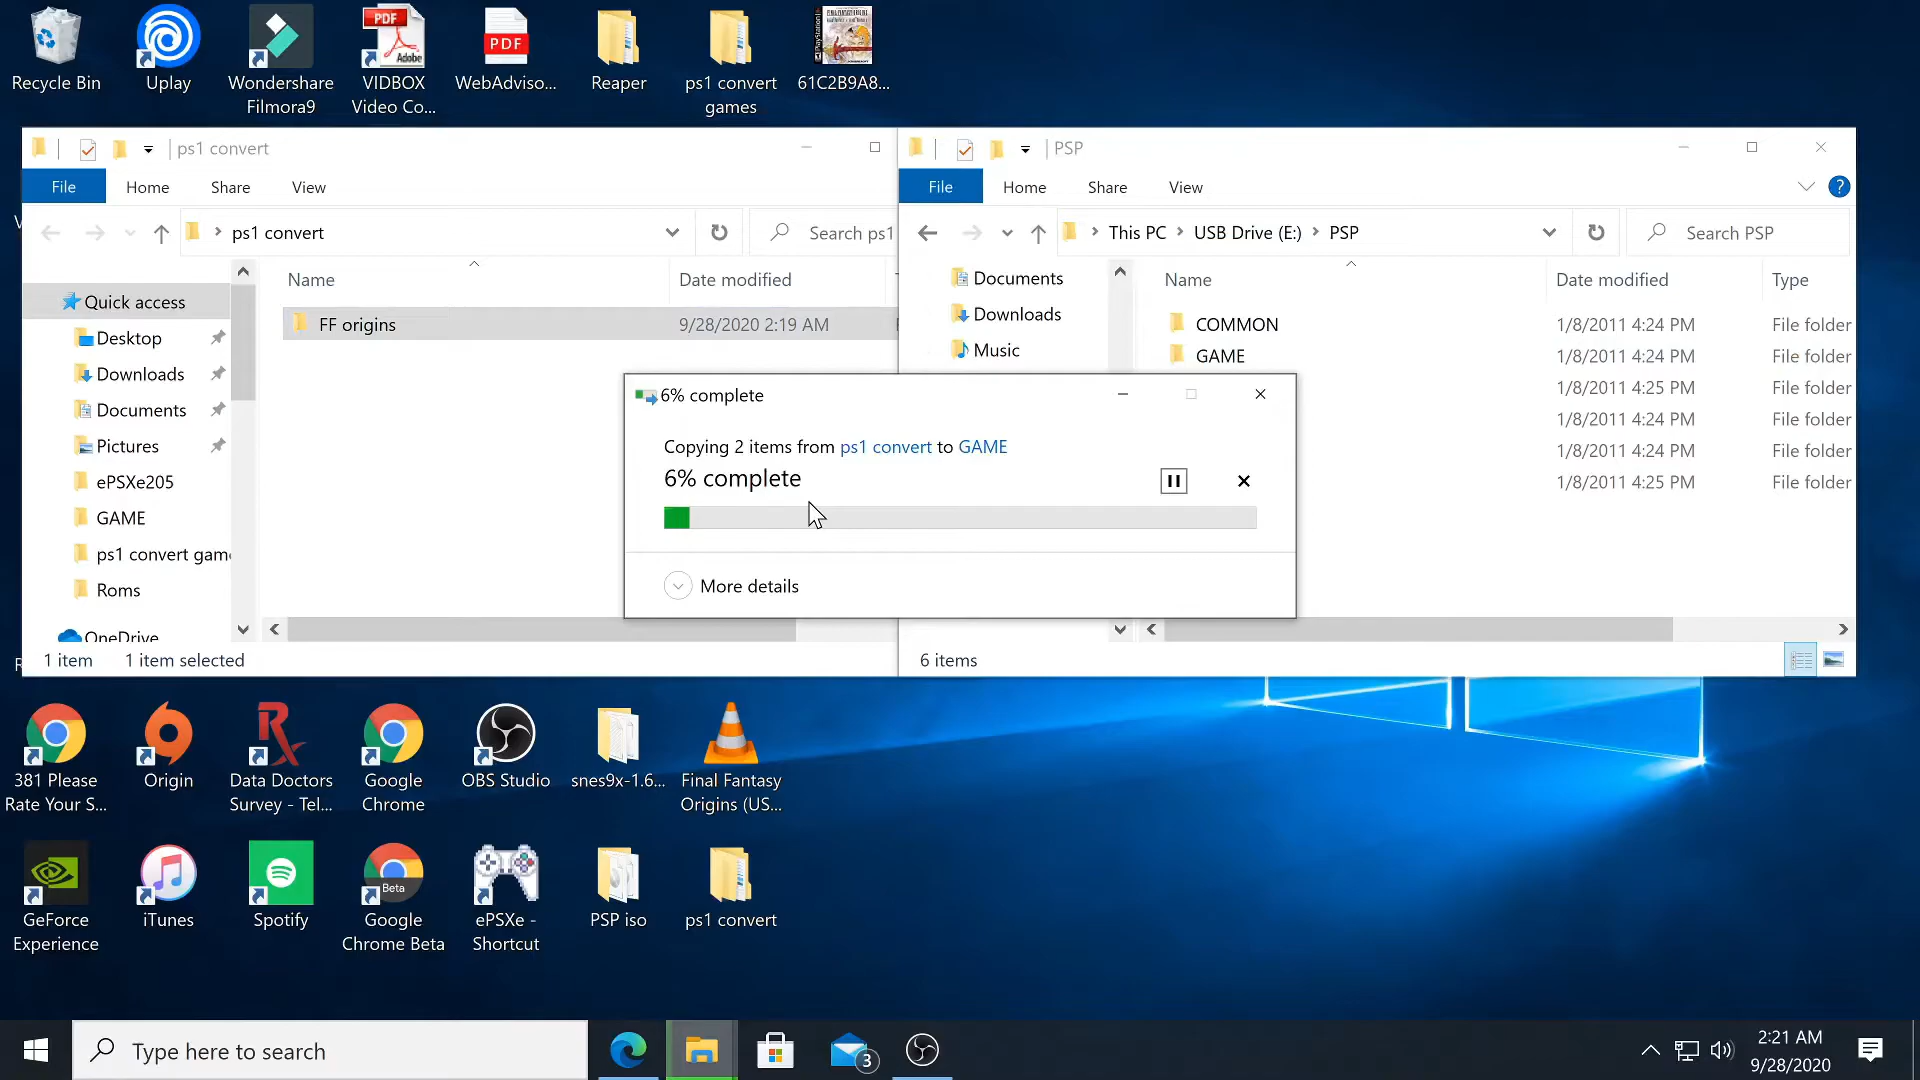 Recycle Bin
Uplay
Wondershare
Filmora9
PDF
Adobe
VIDBOX
Video Co...
PDF
WebAdviso...
Reaper
ps1 convert
games
61C2B9A8...
ps1 convert
File
Home
Share
View
ps1 convert
Search ps1
Name
Date modified
Quick access
Desktop
Downloads
Documents
Pictures
ePSXe205
GAME
ps1 convert gam
Roms
OneDrive
FF origins
9/28/2020 2:19 AM
1 item
1 item selected
PSP
File
Home
Share
View
?
This PC
USB Drive (E:)
PSP
Search PSP
Documents
Downloads
Music
Name
Date modified
Type
COMMON
1/8/2011 4:24 PM
File folder
GAME
1/8/2011 4:24 PM
File folder
1/8/2011 4:25 PM
File folder
1/8/2011 4:24 PM
File folder
1/8/2011 4:24 PM
File folder
1/8/2011 4:25 PM
File folder
6 items
6% complete
Copying 2 items from ps1 convert to GAME
6% complete
More details
381 Please
Rate Your S...
Origin
Data Doctors
Survey - Tel...
Google
Chrome
OBS Studio
snes9x-1.6...
Final Fantasy
Origins (US...
GeForce
Experience
iTunes
Spotify
Beta
Google
Chrome Beta
ePSXe -
Shortcut
PSP iso
ps1 convert
Type here to search
3
2:21 AM
9/28/2020